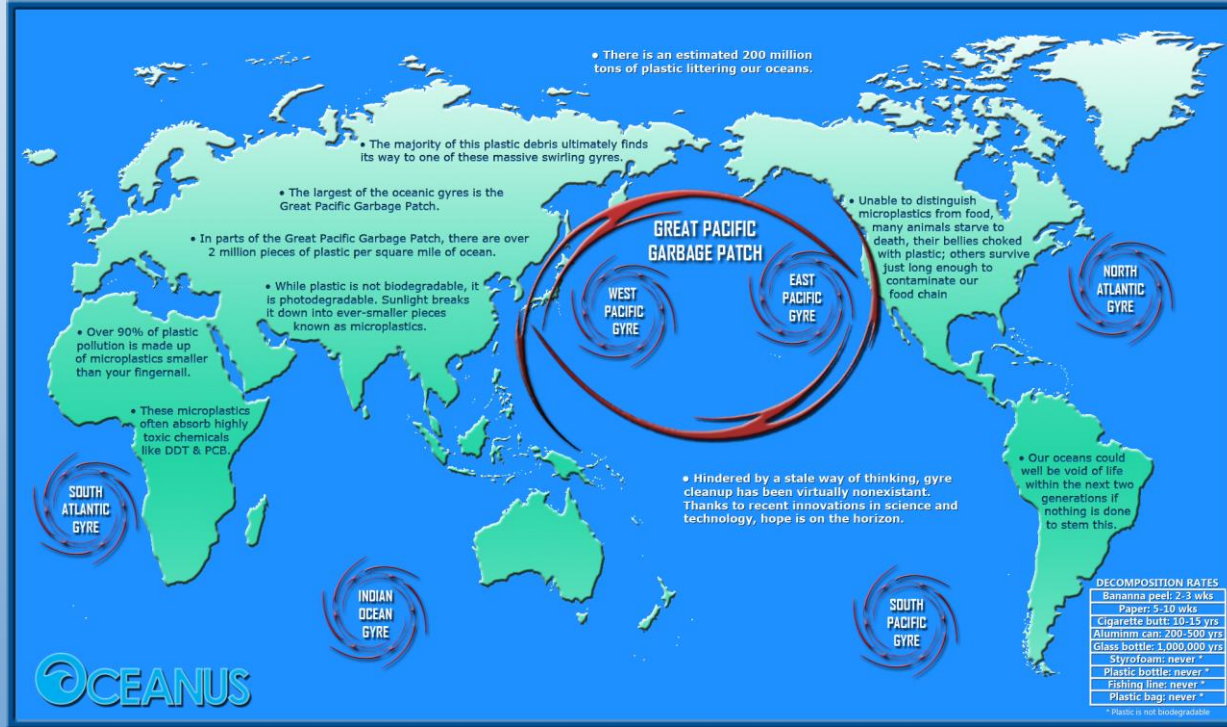 • There is an estimated 200 million
tons of plastic littering our oceans.
• The majority of this plastic debris ultimately finds
its way to one of these massive swirling gyres.
• The largest of the oceanic gyres is the
Great Pacific Garbage Patch.
• In parts of the Great Pacific Garbage Patch, there are over
2 million pieces of plastic per square mile of ocean.
• While plastic is not biodegradable, it
is photodegradable. Sunlight breaks
it down into ever-smaller pieces
known as microplastics.
• Over 90% of plastic
pollution is made up
of microplastics smaller
than your fingernail.
• These microplastics
often absorb highly
toxic chemicals
like DDT & PCB.
GREAT PACIFIC
GARBAGE PATCH
WEST
PACIFIC
GYRE
EAST
PACIFIC
GYRE
• Unable to distinguish
microplastics from food,
many animals starve to
death, their bellies choked
with plastic; others survive
just long enough to
contaminate our
food chain
NORTH
ATLANTIC
GYRE
SOUTH
ATLANTIC
GYRE
INDIAN
OCEAN
GYRE
• Hindered by a stale way of thinking, gyre
cleanup has been virtually nonexistant.
Thanks to recent innovations in science and
technology, hope is on the horizon.
SOUTH
PACIFIC
GYRE
• Our oceans could
well be void of life
within the next two
generations if
nothing is done
to stem this.
DECOMPOSITION RATES
Bananna peel: 2-3 wks
Paper: 5-10 wks
Cigarette butt: 10-15 yrs
Aluminm can: 200-500 yrs
Glass bottle: 1,000,000 yrs
Styrofoam: never *
Plastic bottle: never *
Fishing line: never *
Plastic bag: never *
* Plastic is not biodegradable
OCEANUS